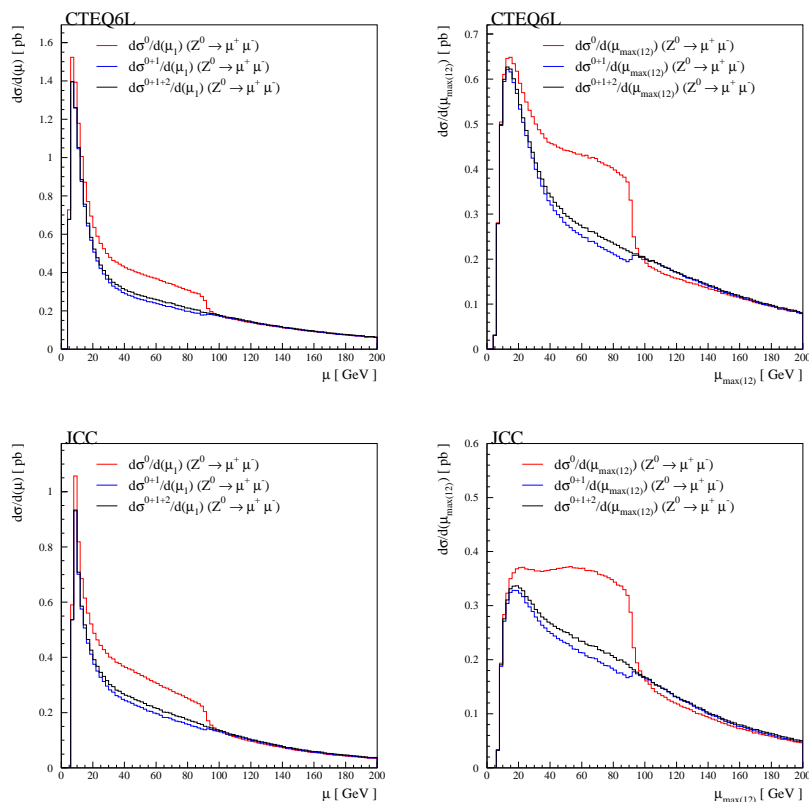 CTEQ6L
dσ/d(μ) [ pb ]
dσ⁰/d(μ₁) (Z⁰ → μ⁺ μ⁻)
dσ⁰⁺¹/d(μ₁) (Z⁰ → μ⁺ μ⁻)
dσ⁰⁺¹⁺²/d(μ₁) (Z⁰ → μ⁺ μ⁻)
1.6
1.4
1.2
1
0.8
0.6
0.4
0.2
0
0 20 40 60 80 100 120 140 160 180 200
μ [ GeV ]
CTEQ6L
dσ/d(μmax(12)) [ pb ]
dσ⁰/d(μmax(12)) (Z⁰ → μ⁺ μ⁻)
dσ⁰⁺¹/d(μmax(12)) (Z⁰ → μ⁺ μ⁻)
dσ⁰⁺¹⁺²/d(μmax(12)) (Z⁰ → μ⁺ μ⁻)
0.7
0.6
0.5
0.4
0.3
0.2
0.1
0
0 20 40 60 80 100 120 140 160 180 200
μmax(12) [ GeV ]
JCC
dσ/d(μ) [ pb ]
dσ⁰/d(μ₁) (Z⁰ → μ⁺ μ⁻)
dσ⁰⁺¹/d(μ₁) (Z⁰ → μ⁺ μ⁻)
dσ⁰⁺¹⁺²/d(μ₁) (Z⁰ → μ⁺ μ⁻)
1
0.8
0.6
0.4
0.2
0
0 20 40 60 80 100 120 140 160 180 200
μ [ GeV ]
JCC
dσ/d(μmax(12)) [ pb ]
dσ⁰/d(μmax(12)) (Z⁰ → μ⁺ μ⁻)
dσ⁰⁺¹/d(μmax(12)) (Z⁰ → μ⁺ μ⁻)
dσ⁰⁺¹⁺²/d(μmax(12)) (Z⁰ → μ⁺ μ⁻)
0.6
0.5
0.4
0.3
0.2
0.1
0
0 20 40 60 80 100 120 140 160 180 200
μmax(12) [ GeV ]